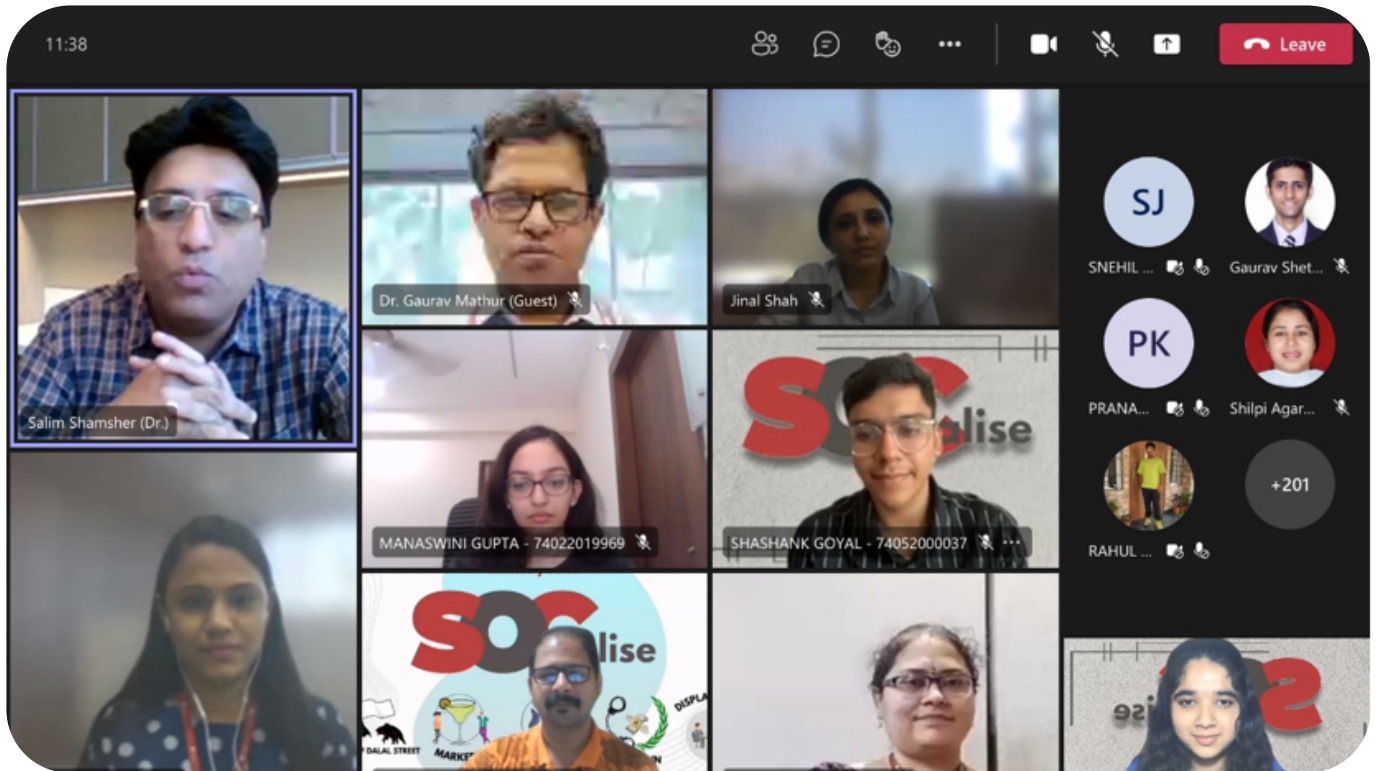 11:38
Leave
Salim Shamsher (Dr.)
Dr. Gaurav Mathur (Guest)
Jinal Shah
SJ
SNEHIL ...
Gaurav Shet...
PK
PRANA...
Shilpi Agar...
RAHUL ...
+201
MANASWINI GUPTA - 74022019969
SOC
alise
SHASHANK GOYAL - 74052000037
SOC
lise
DALAL STREET
MARKE
DISPLA